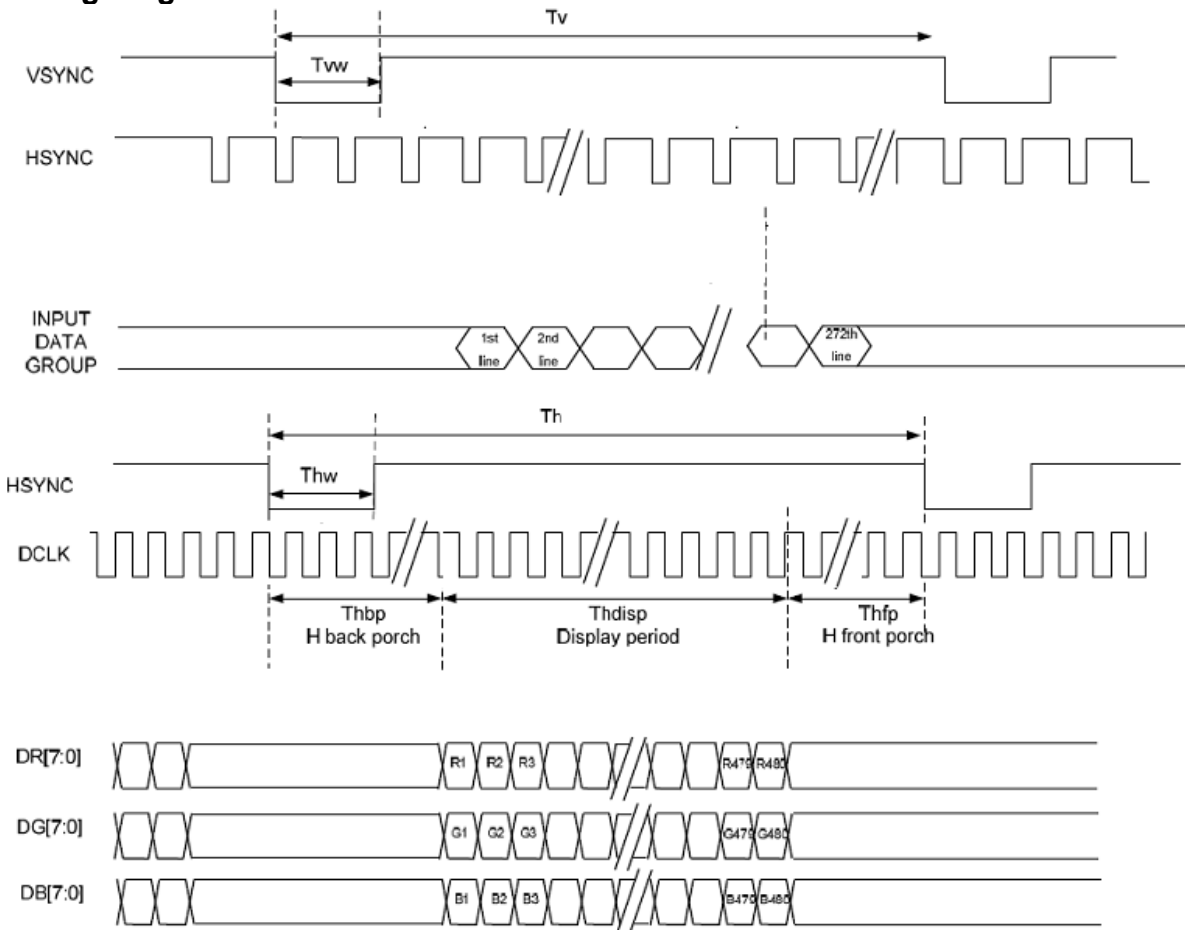 Tv
VSYNC
Tvw
HSYNC
INPUT
DATA
GROUP
1st
line
2nd
line
272th
line
Th
HSYNC
Thw
DCLK
Thbp
H back porch
Thdisp
Display period
Thfp
H front porch
DR[7:0]
R1 R2 R3 R479 R480
DG[7:0]
G1 G2 G3 G479 G480
DB[7:0]
B1 B2 B3 B479 B480